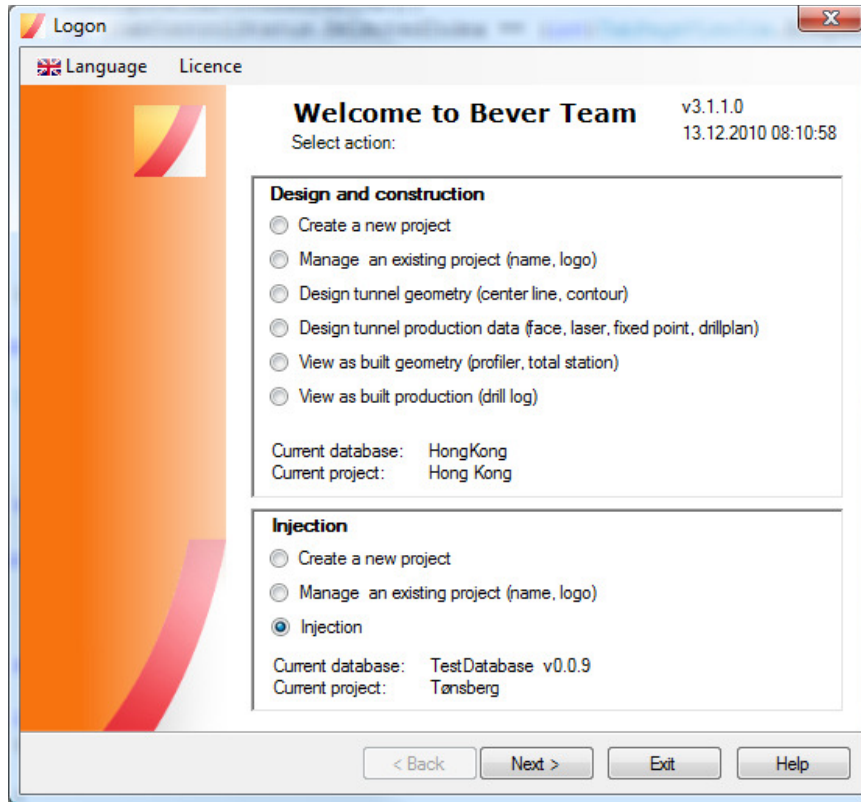 Logon
Language Licence
Welcome to Bever Team
v3.1.1.0
Select action:
13.12.2010 08:10:58
Design and construction
Create a new project
Manage an existing project (name, logo)
Design tunnel geometry (center line, contour)
Design tunnel production data (face, laser, fixed point, drillplan)
View as built geometry (profiler, total station)
View as built production (drill log)
Current database: HongKong
Current project: Hong Kong
Injection
Create a new project
Manage an existing project (name, logo)
Injection
Current database: TestDatabase v0.0.9
Current project: Tønsberg
< Back Next > Exit Help